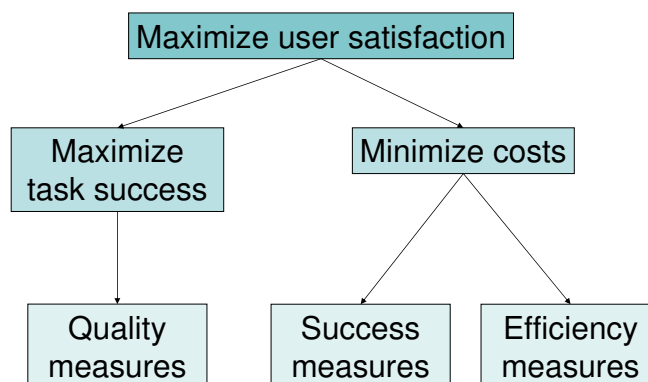 Maximize user satisfaction
Maximize
task success
Minimize costs
Quality
measures
Success
measures
Efficiency
measures